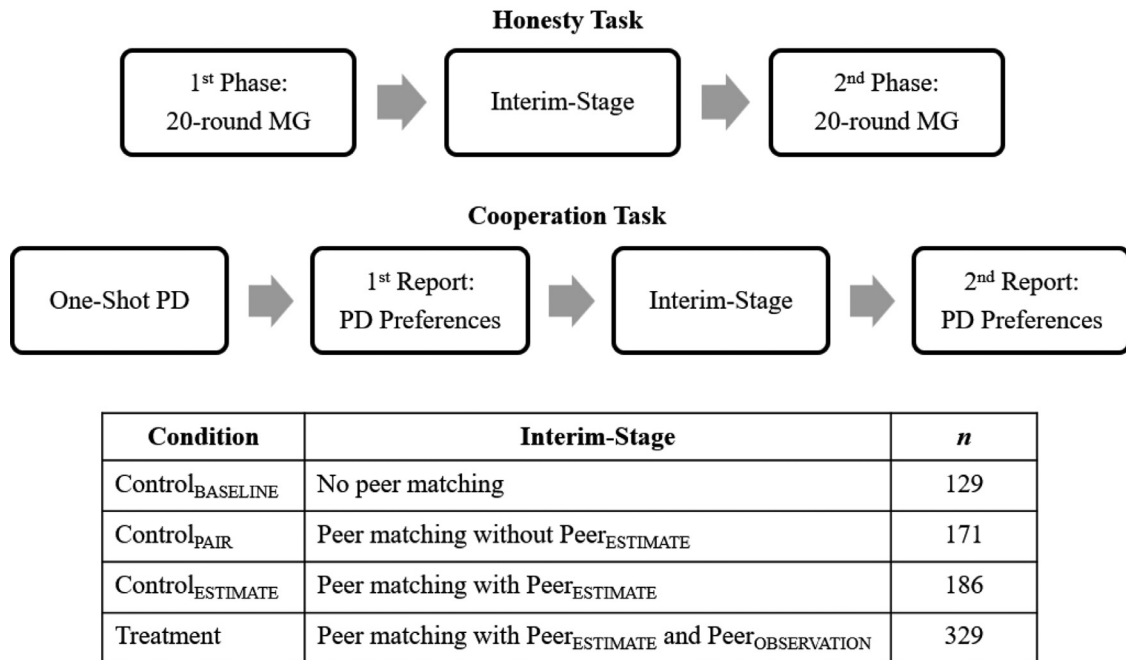 Honesty Task
1st Phase:
20-round MG
Interim-Stage
2nd Phase:
20-round MG
Cooperation Task
One-Shot PD
1st Report:
PD Preferences
Interim-Stage
2nd Report:
PD Preferences
Condition Interim-Stage n
ControlBASELINE No peer matching 129
ControlPAIR Peer matching without PeerESTIMATE 171
ControlESTIMATE Peer matching with PeerESTIMATE 186
Treatment Peer matching with PeerESTIMATE and PeerOBSERVATION 329